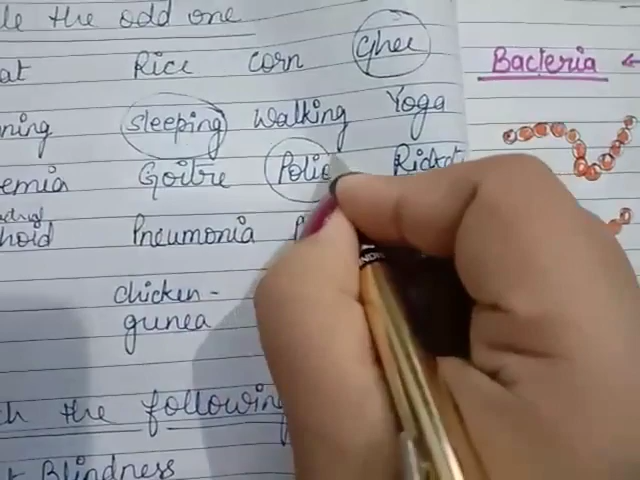 le the odd one
at Rice corn Ghee
Bacteria ←
ning sleeping walking Yoga
emia Goitre Polio
hoid Pneumonia
chicken -
gunea
h the following
Blindness